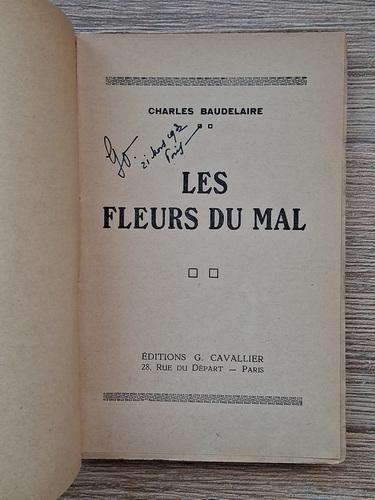 CHARLES BAUDELAIRE
LES
FLEURS DU MAL
ÉDITIONS G. CAVALLIER
28, RUE DU DÉPART — PARIS